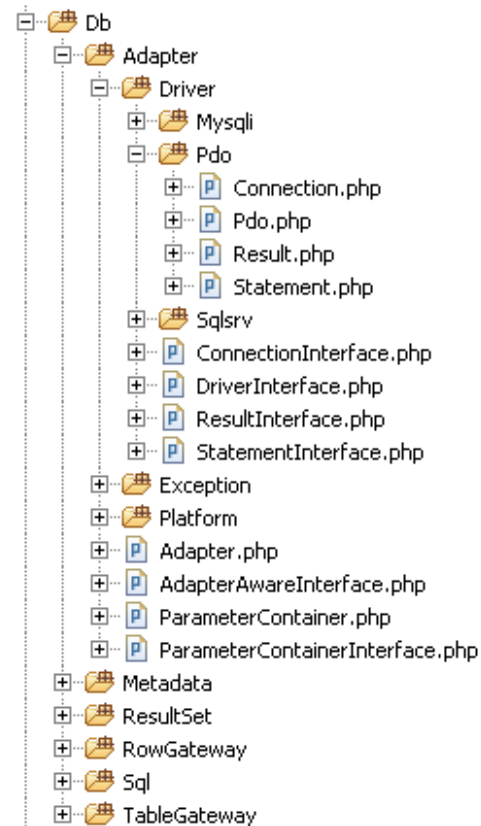 Db
Adapter
Driver
Mysqli
Pdo
Connection.php
Pdo.php
Result.php
Statement.php
Sqlsrv
ConnectionInterface.php
DriverInterface.php
ResultInterface.php
StatementInterface.php
Exception
Platform
Adapter.php
AdapterAwareInterface.php
ParameterContainer.php
ParameterContainerInterface.php
Metadata
ResultSet
RowGateway
Sql
TableGateway